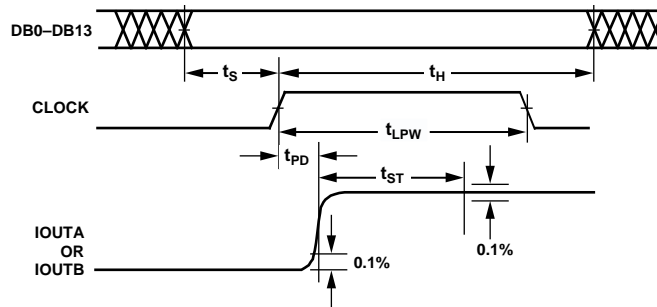 DB0–DB13
tS
tH
CLOCK
tLPW
tPD
tST
IOUTA
OR
IOUTB
0.1%
0.1%